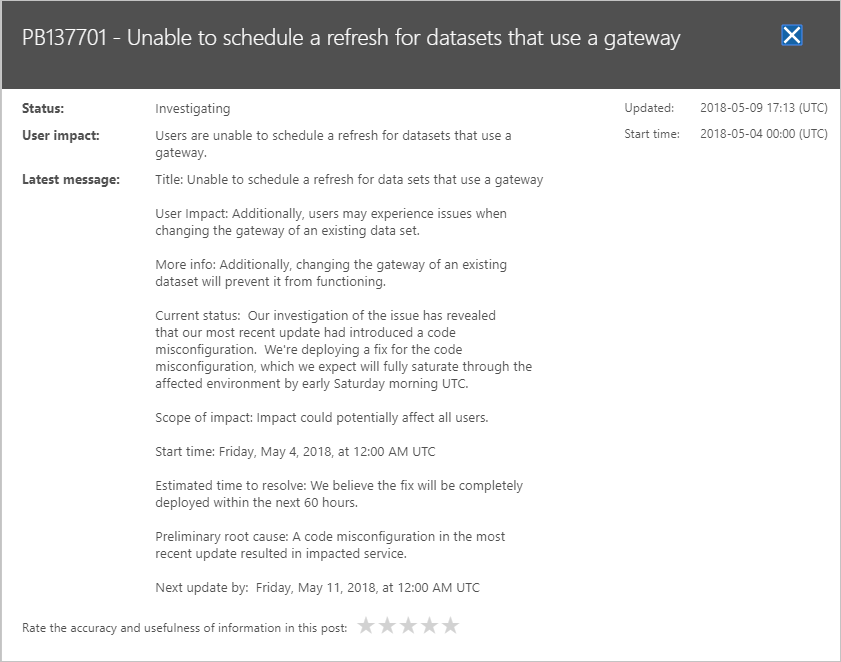 PB137701 - Unable to schedule a refresh for datasets that use a gateway
Status: Investigating
Updated: 2018-05-09 17:13 (UTC)
User impact: Users are unable to schedule a refresh for datasets that use a
gateway.
Start time: 2018-05-04 00:00 (UTC)
Latest message: Title: Unable to schedule a refresh for data sets that use a gateway
User Impact: Additionally, users may experience issues when
changing the gateway of an existing data set.
More info: Additionally, changing the gateway of an existing
dataset will prevent it from functioning.
Current status:  Our investigation of the issue has revealed
that our most recent update had introduced a code
misconfiguration.  We're deploying a fix for the code
misconfiguration, which we expect will fully saturate through the
affected environment by early Saturday morning UTC.
Scope of impact: Impact could potentially affect all users.
Start time: Friday, May 4, 2018, at 12:00 AM UTC
Estimated time to resolve: We believe the fix will be completely
deployed within the next 60 hours.
Preliminary root cause: A code misconfiguration in the most
recent update resulted in impacted service.
Next update by:  Friday, May 11, 2018, at 12:00 AM UTC
Rate the accuracy and usefulness of information in this post: